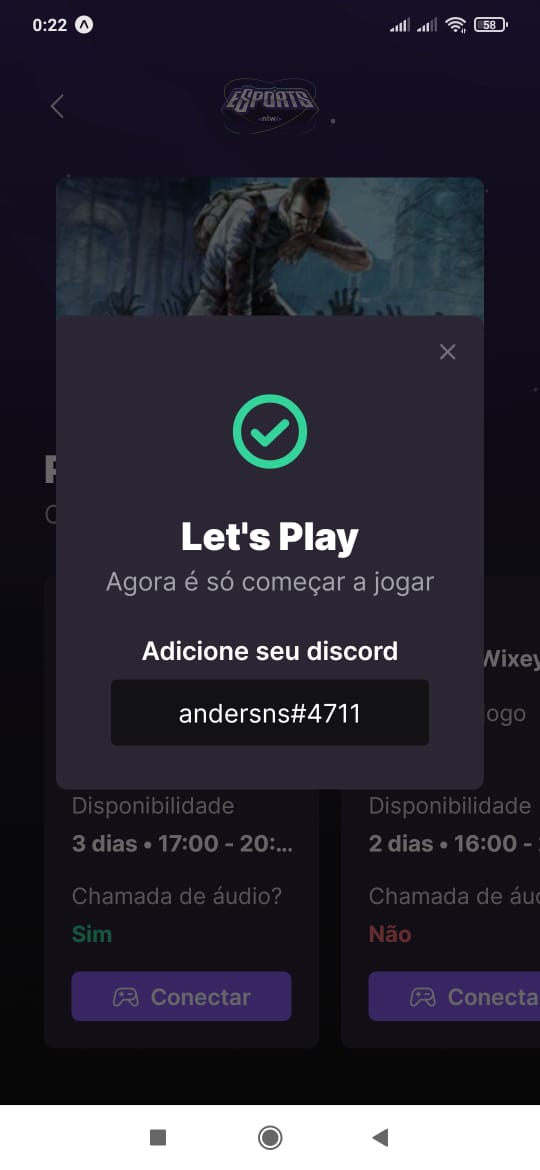 0:22
58
ESPORTS
<nlw/>
Let's Play
Agora é só começar a jogar
Adicione seu discord
andersns#4711
Wixey
ogo
Disponibilidade
3 dias • 17:00 - 20:...
Chamada de áudio?
Sim
Conectar
Disponibilidade
2 dias • 16:00 -
Chamada de áu
Não
Conecta